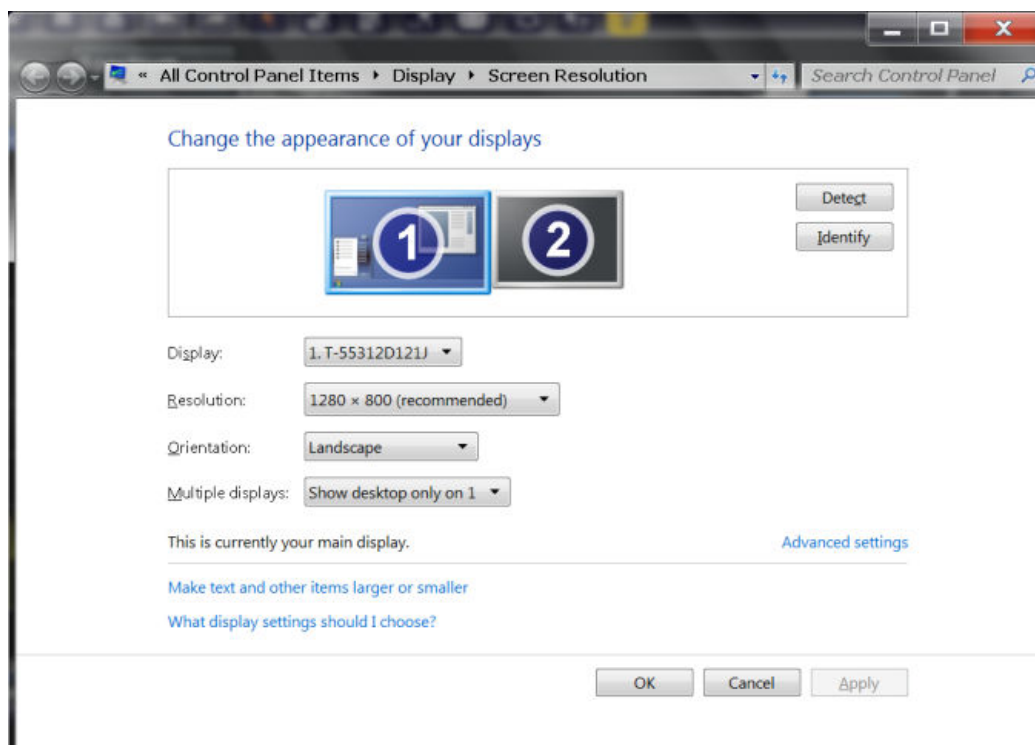 « All Control Panel Items ▸ Display ▸ Screen Resolution
Search Control Panel
Change the appearance of your displays
1
2
Detect
Identify
Display:
1. T-55312D121J
Resolution:
1280 × 800 (recommended)
Orientation:
Landscape
Multiple displays:
Show desktop only on 1
This is currently your main display.
Advanced settings
Make text and other items larger or smaller
What display settings should I choose?
OK
Cancel
Apply